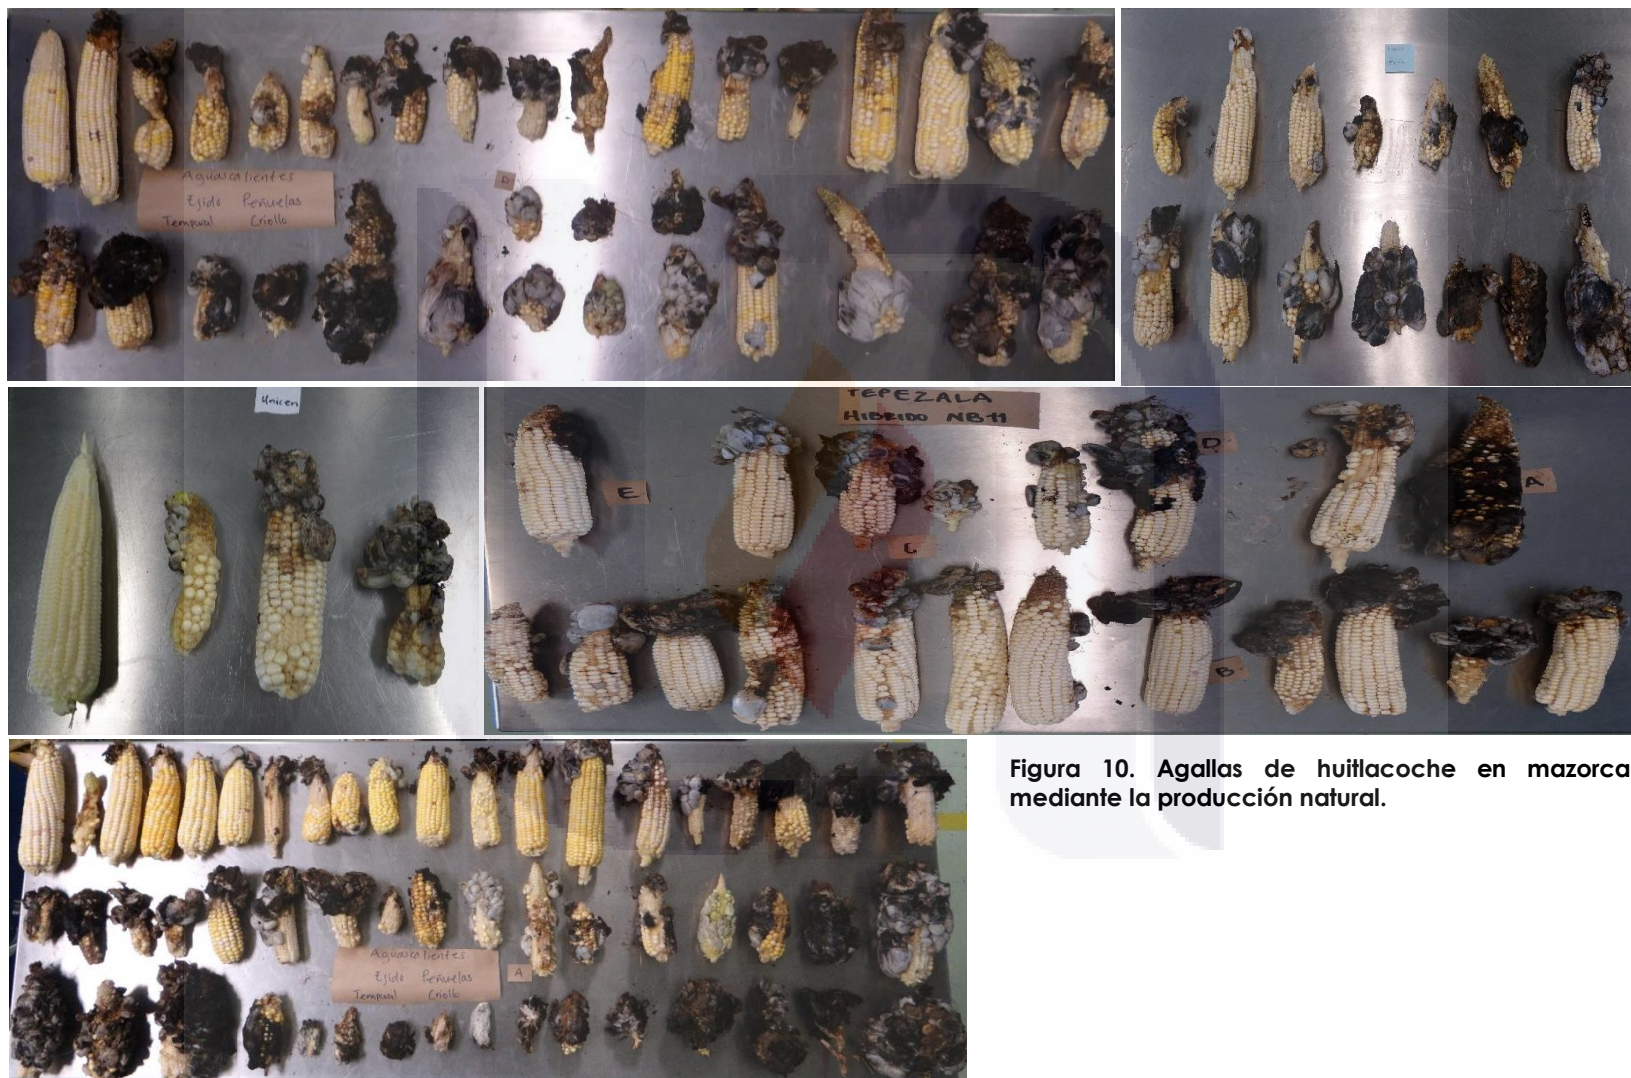 Aguascalientes
Ejido Peñuelas
Temporal Criollo
D
Unicen
TEPEZALA
HIBRIDO NB11
E
D
A
C
B
Aguascalientes
Ejido Peñuelas
Temporal Criollo
A
Figura 10. Agallas de huitlacoche en mazorca
mediante la producción natural.